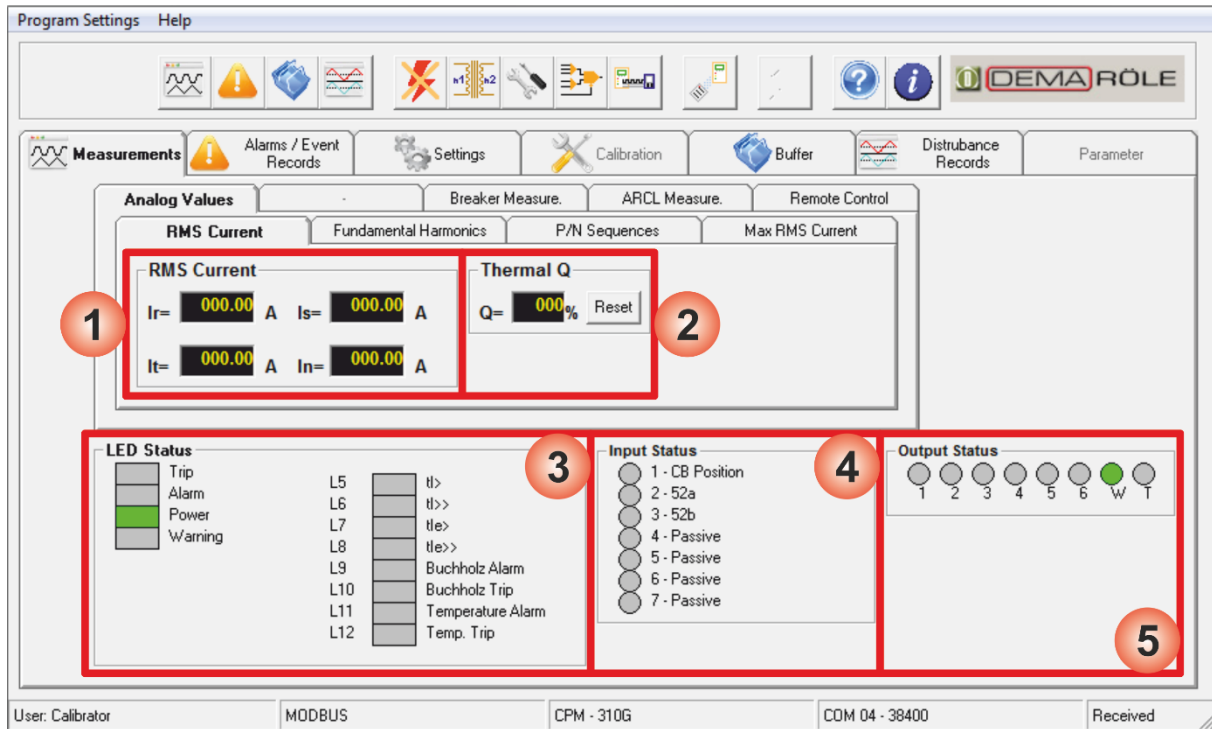 Program Settings Help
h1 h2
DEMA RÖLE
Measurements
Alarms / Event
Records
Settings
Calibration
Buffer
Distrubance
Records
Parameter
Analog Values - Breaker Measure. ARCL Measure. Remote Control
RMS Current Fundamental Harmonics P/N Sequences Max RMS Current
RMS Current
Ir= 000.00 A Is= 000.00 A
It= 000.00 A In= 000.00 A
1
Thermal Q
Q= 000 % Reset
2
LED Status
Trip
Alarm
Power
Warning
L5 tI>
L6 tI>>
L7 tIe>
L8 tIe>>
L9 Buchholz Alarm
L10 Buchholz Trip
L11 Temperature Alarm
L12 Temp. Trip
3
Input Status
1 - CB Position
2 - 52a
3 - 52b
4 - Passive
5 - Passive
6 - Passive
7 - Passive
4
Output Status
1 2 3 4 5 6 W T
5
User: Calibrator MODBUS CPM - 310G COM 04 - 38400 Received